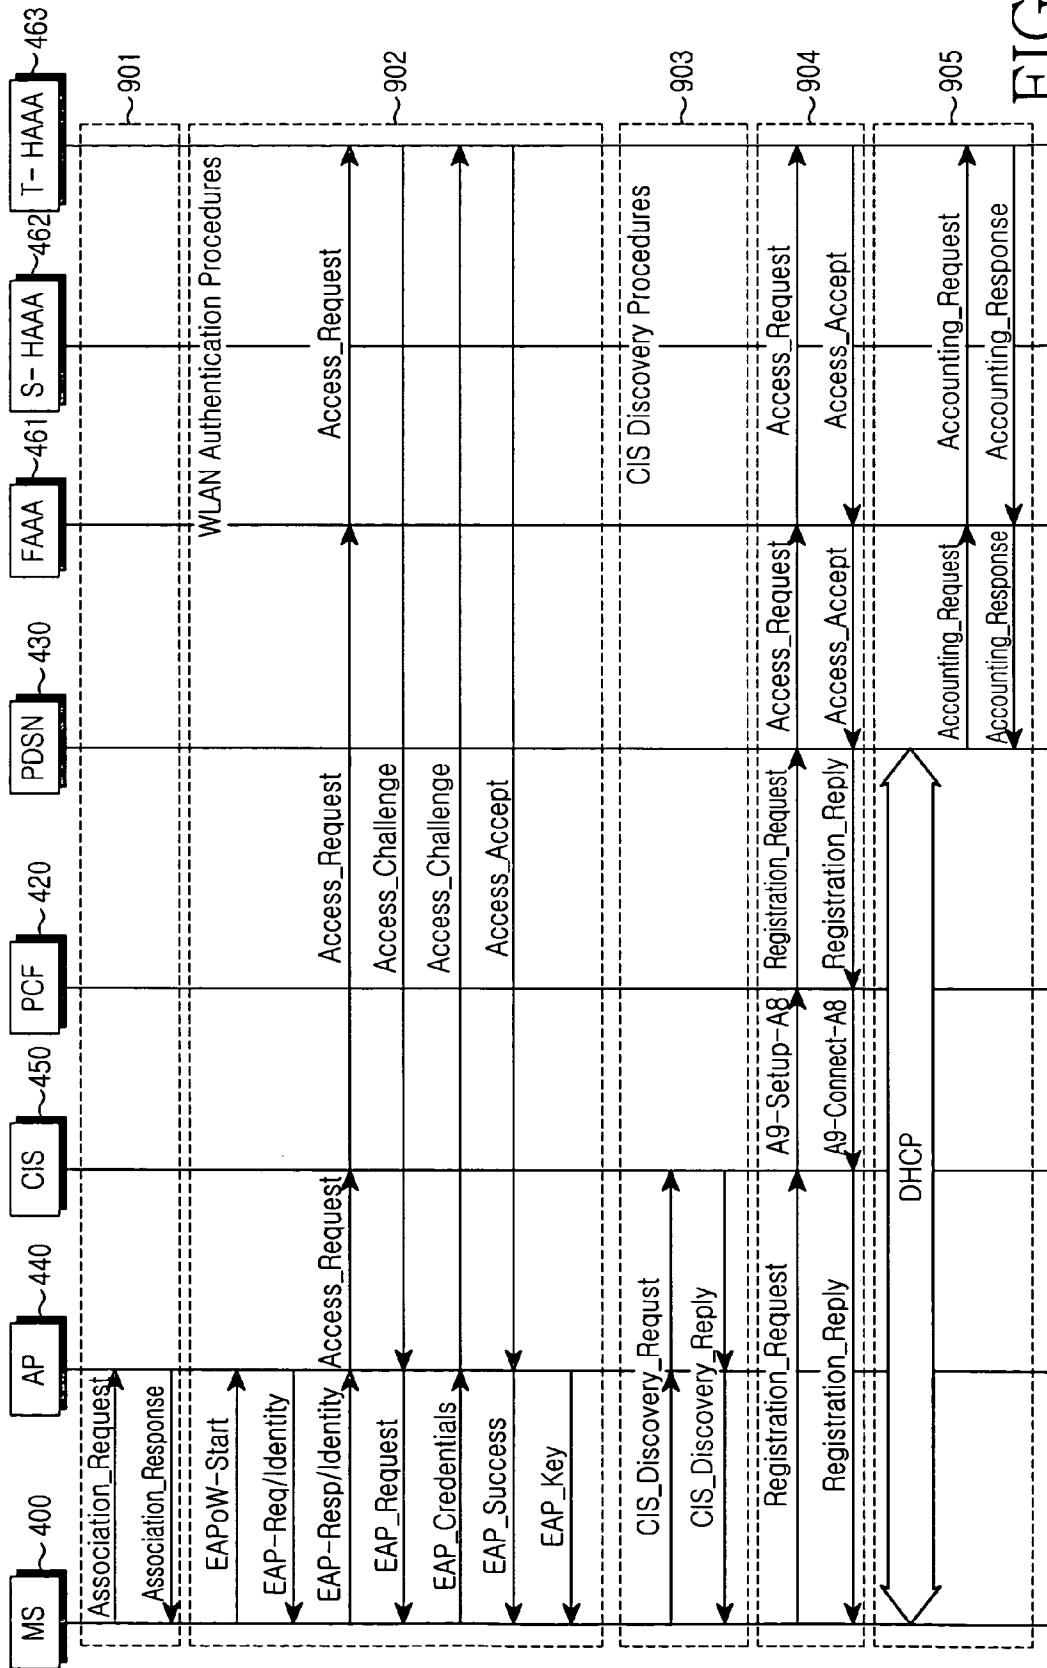 MS
400
AP
440
CIS
450
PCF
420
PDSN
430
FAAA
461
S- HAAA
462
T- HAAA
463
Association_Request
Association_Response
901
WLAN Authentication Procedures
902
EAPoW-Start
EAP-Req/Identity
EAP-Resp/Identity
Access_Request
Access_Request
Access_Request
EAP_Request
Access_Challenge
EAP_Credentials
Access_Challenge
EAP_Success
Access_Accept
EAP_Key
CIS Discovery Procedures
903
CIS_Discovery_Requst
CIS_Discovery_Reply
904
Registration_Request
A9-Setup-A8
Registration_Request
Access_Request
Access_Request
Registration_Reply
A9-Connect-A8
Registration_Reply
Access_Accept
Access_Accept
905
DHCP
Accounting_Request
Accounting_Request
Accounting_Response
Accounting_Response
FIG